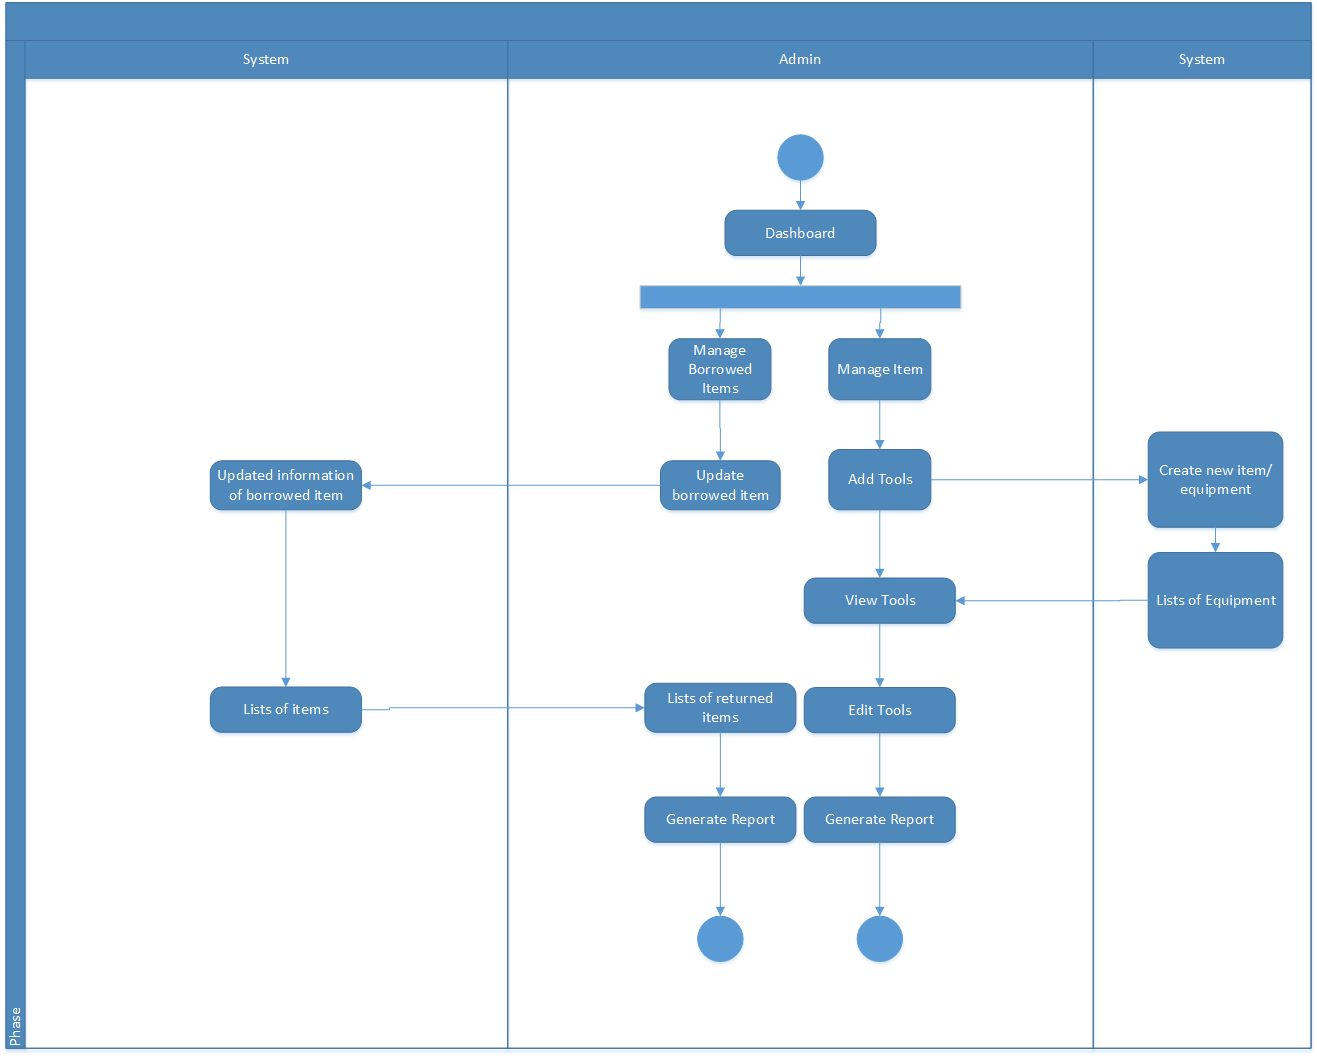 System
Admin
System
Dashboard
Manage
Borrowed
Items
Manage Item
Updated information
of borrowed item
Update
borrowed item
Add Tools
Create new item/
equipment
View Tools
Lists of Equipment
Lists of items
Lists of returned
items
Edit Tools
Generate Report
Generate Report
Phase